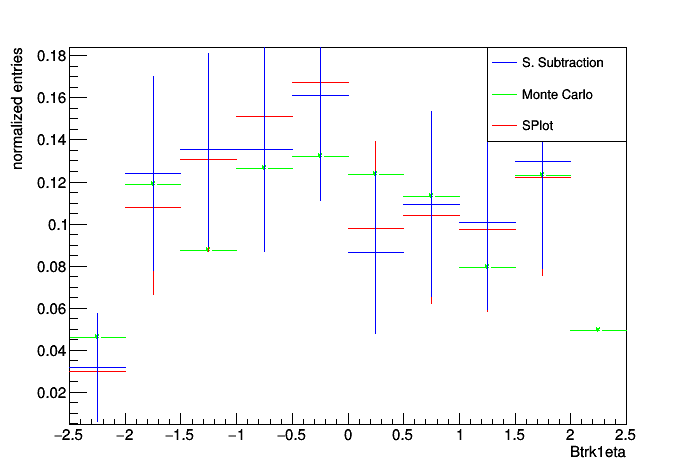 normalized entries
0.18
0.16
0.14
0.12
0.1
0.08
0.06
0.04
0.02
S. Subtraction
Monte Carlo
SPlot
−2.5 −2 −1.5 −1 −0.5 0 0.5 1 1.5 2 2.5
Btrk1eta